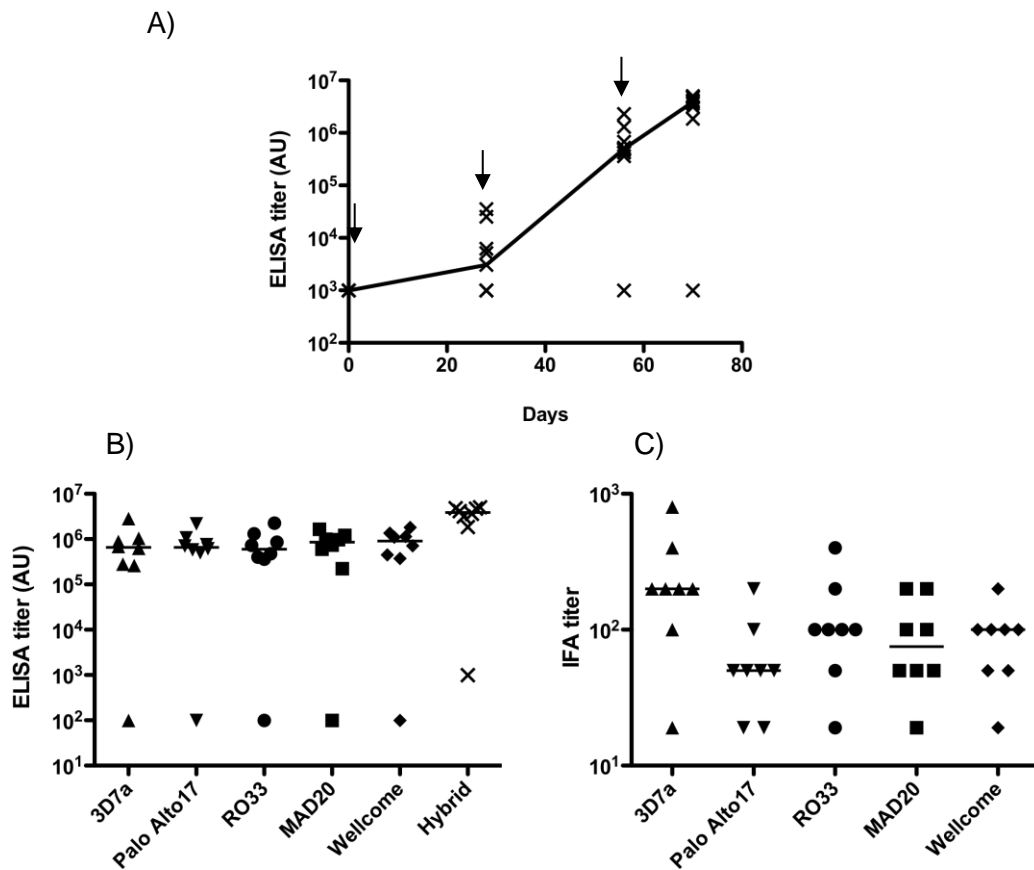 A)
ELISA titer (AU)
10⁷
10⁶
10⁵
10⁴
10³
10²
0 20 40 60 80
Days
B)
ELISA titer (AU)
10⁷
10⁶
10⁵
10⁴
10³
10²
10¹
3D7a Palo Alto17 RO33 MAD20 Wellcome Hybrid
C)
IFA titer
10³
10²
10¹
3D7a Palo Alto17 RO33 MAD20 Wellcome